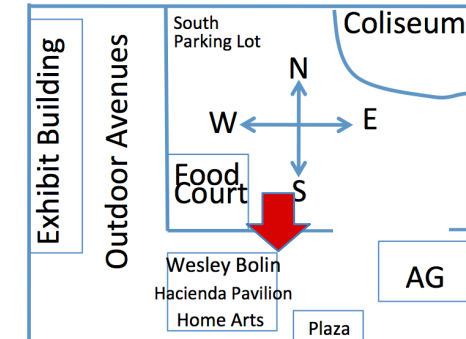 South
Parking Lot
Coliseum
Exhibit Building
Outdoor Avenues
N
W
E
S
Food
Court
Wesley Bolin
Hacienda Pavilion
Home Arts
AG
Plaza